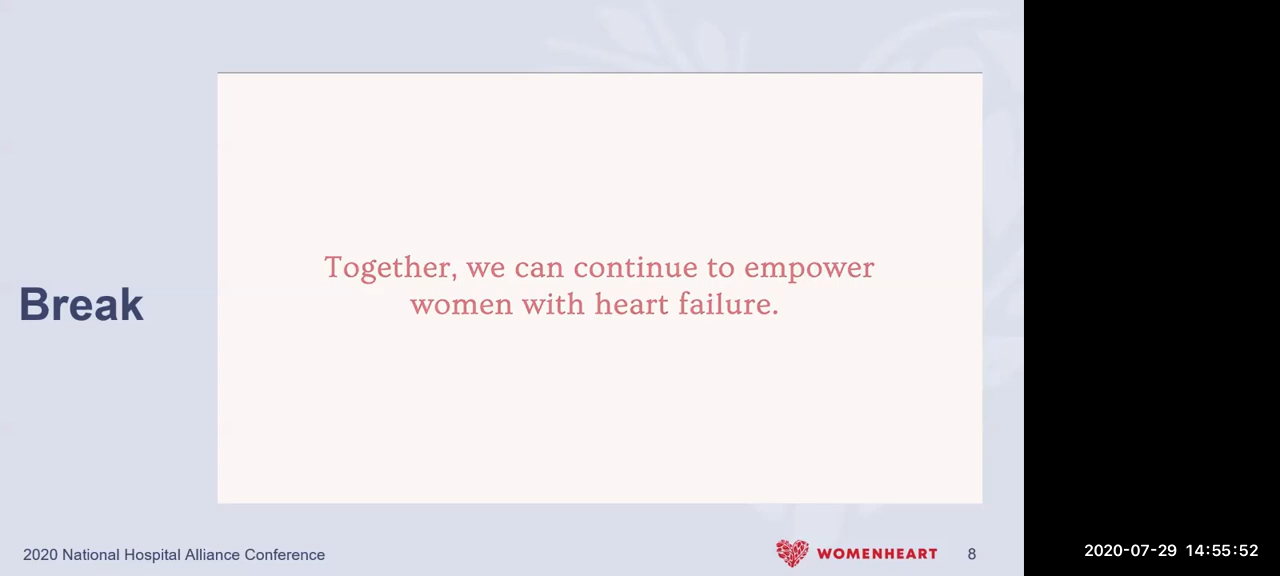 Together, we can continue to empower
women with heart failure.
Break
2020 National Hospital Alliance Conference
WOMENHEART
8
2020-07-29 14:55:52